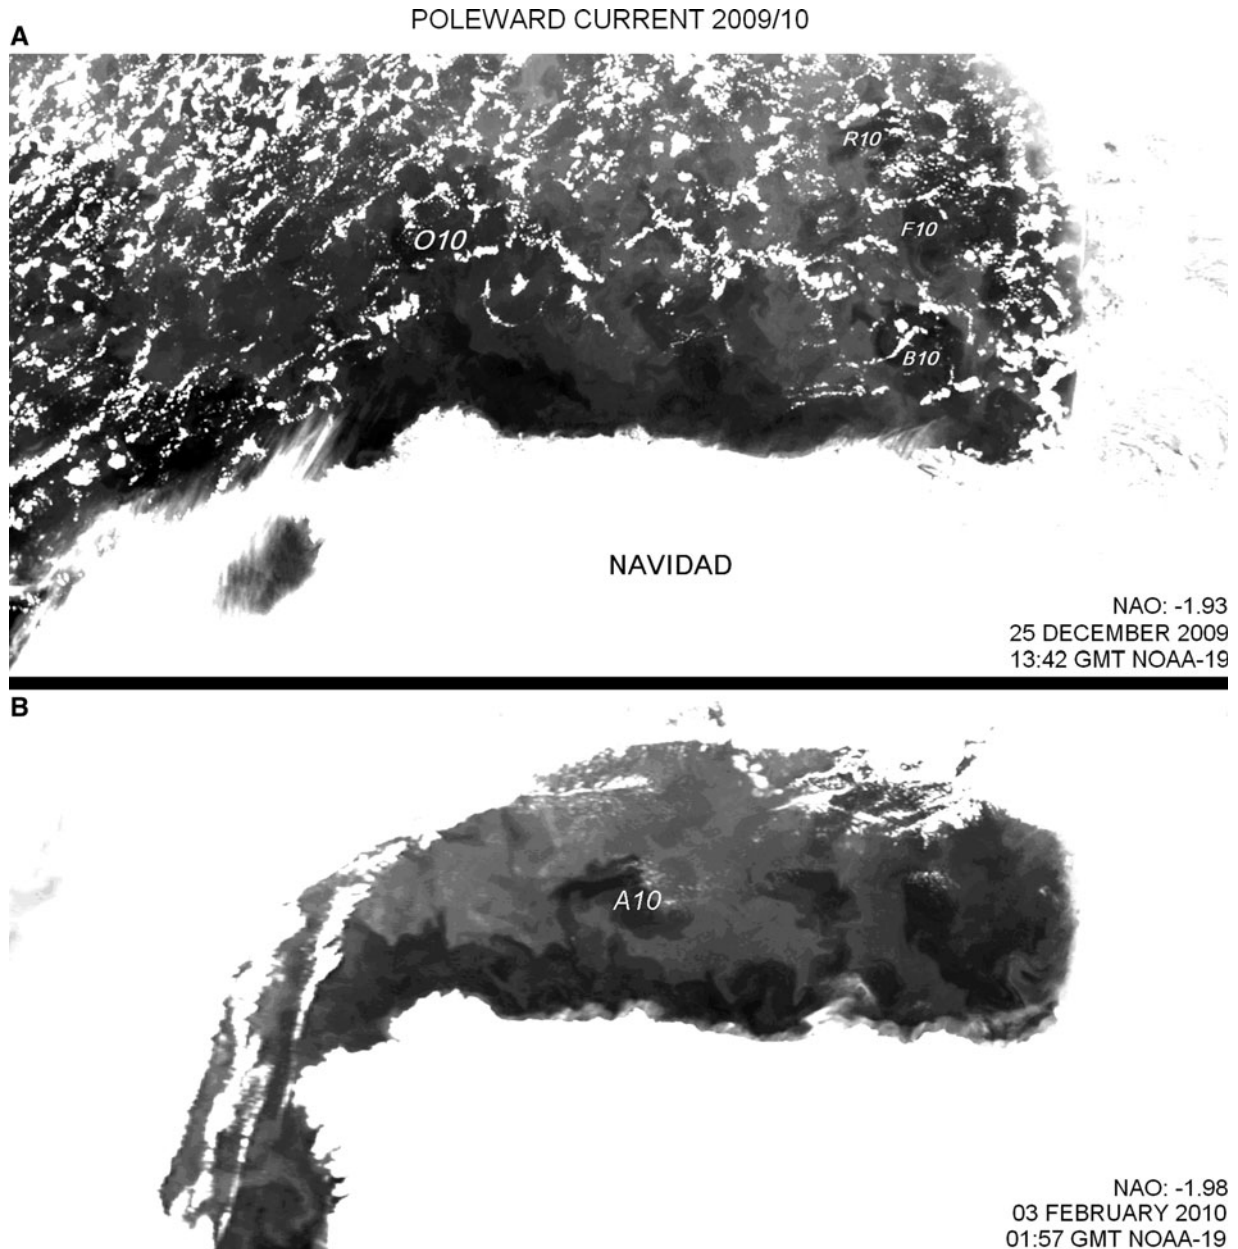 POLEWARD CURRENT 2009/10
A
R10
F10
O10
B10
NAVIDAD
NAO: -1.93
25 DECEMBER 2009
13:42 GMT NOAA-19
B
A10
NAO: -1.98
03 FEBRUARY 2010
01:57 GMT NOAA-19